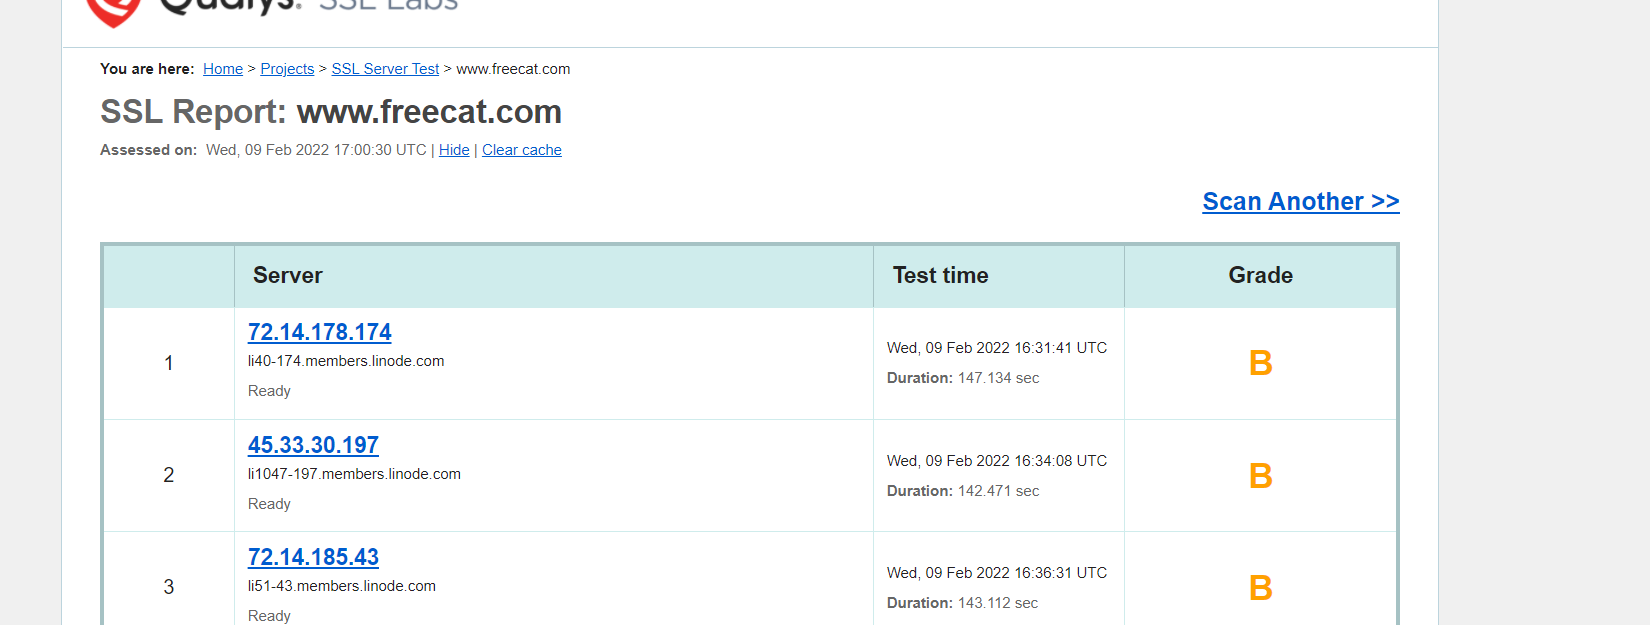 Qualys. SSL Labs
You are here: Home > Projects > SSL Server Test > www.freecat.com
SSL Report: www.freecat.com
Assessed on: Wed, 09 Feb 2022 17:00:30 UTC | Hide | Clear cache
Scan Another >>
Server Test time Grade
1
72.14.178.174
li40-174.members.linode.com
Ready
Wed, 09 Feb 2022 16:31:41 UTC
Duration: 147.134 sec
B
2
45.33.30.197
li1047-197.members.linode.com
Ready
Wed, 09 Feb 2022 16:34:08 UTC
Duration: 142.471 sec
B
3
72.14.185.43
li51-43.members.linode.com
Ready
Wed, 09 Feb 2022 16:36:31 UTC
Duration: 143.112 sec
B